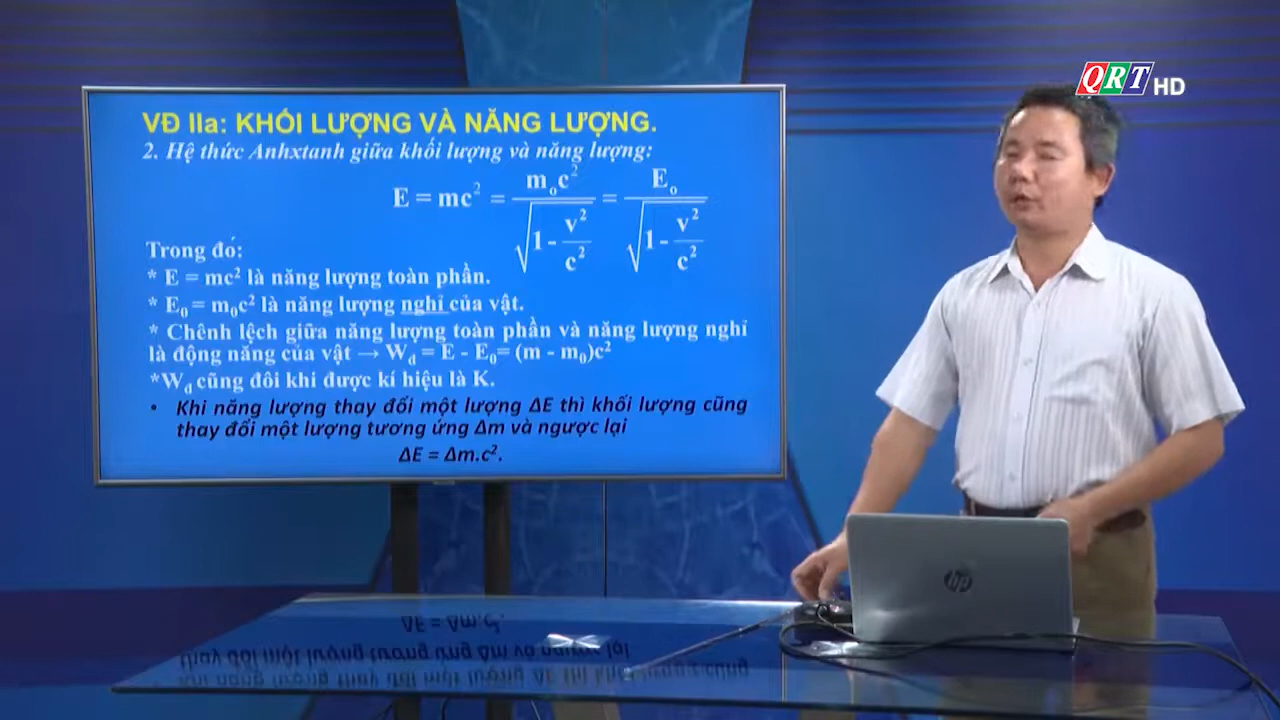 QRT HD
VĐ IIa: KHỐI LƯỢNG VÀ NĂNG LƯỢNG.
2. Hệ thức Anhxtanh giữa khối lượng và năng lượng:
E = mc² = m₀c² / √(1 - v²/c²) = E₀ / √(1 - v²/c²)
Trong đó:
* E = mc² là năng lượng toàn phần.
* E₀ = m₀c² là năng lượng nghỉ của vật.
* Chênh lệch giữa năng lượng toàn phần và năng lượng nghỉ
là động năng của vật → W_d = E - E₀= (m - m₀)c²
*W_d cũng đôi khi được kí hiệu là K.
• Khi năng lượng thay đổi một lượng ΔE thì khối lượng cũng
thay đổi một lượng tương ứng Δm và ngược lại
ΔE = Δm.c².
hp